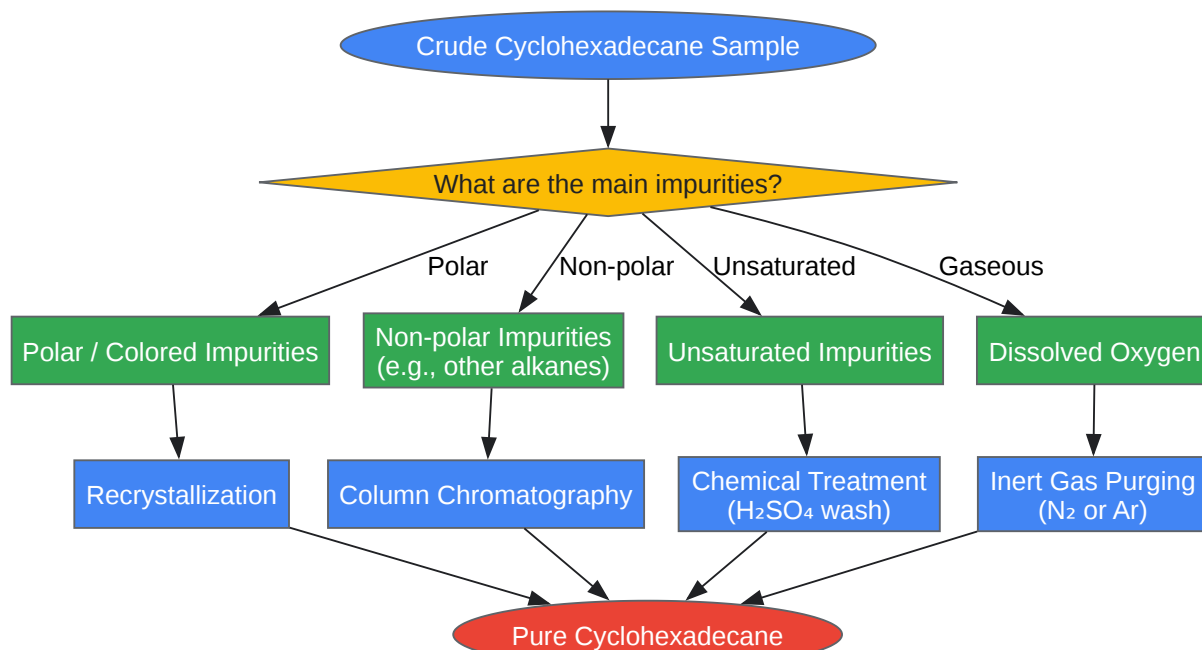 Crude Cyclohexadecane Sample
What are the main impurities?
Polar
Non-polar
Unsaturated
Gaseous
Polar / Colored Impurities
Non-polar Impurities
(e.g., other alkanes)
Unsaturated Impurities
Dissolved Oxygen
Recrystallization
Column Chromatography
Chemical Treatment
(H₂SO₄ wash)
Inert Gas Purging
(N₂ or Ar)
Pure Cyclohexadecane